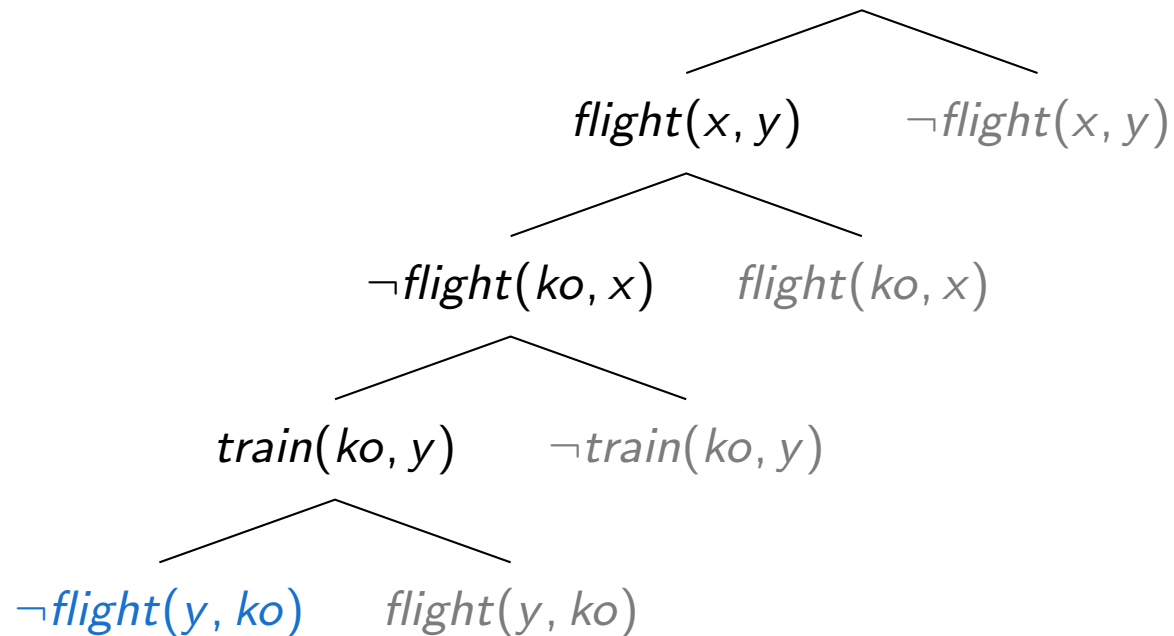 flight(x, y) ¬flight(x, y)
¬flight(ko, x) flight(ko, x)
train(ko, y) ¬train(ko, y)
¬flight(y, ko) flight(y, ko)